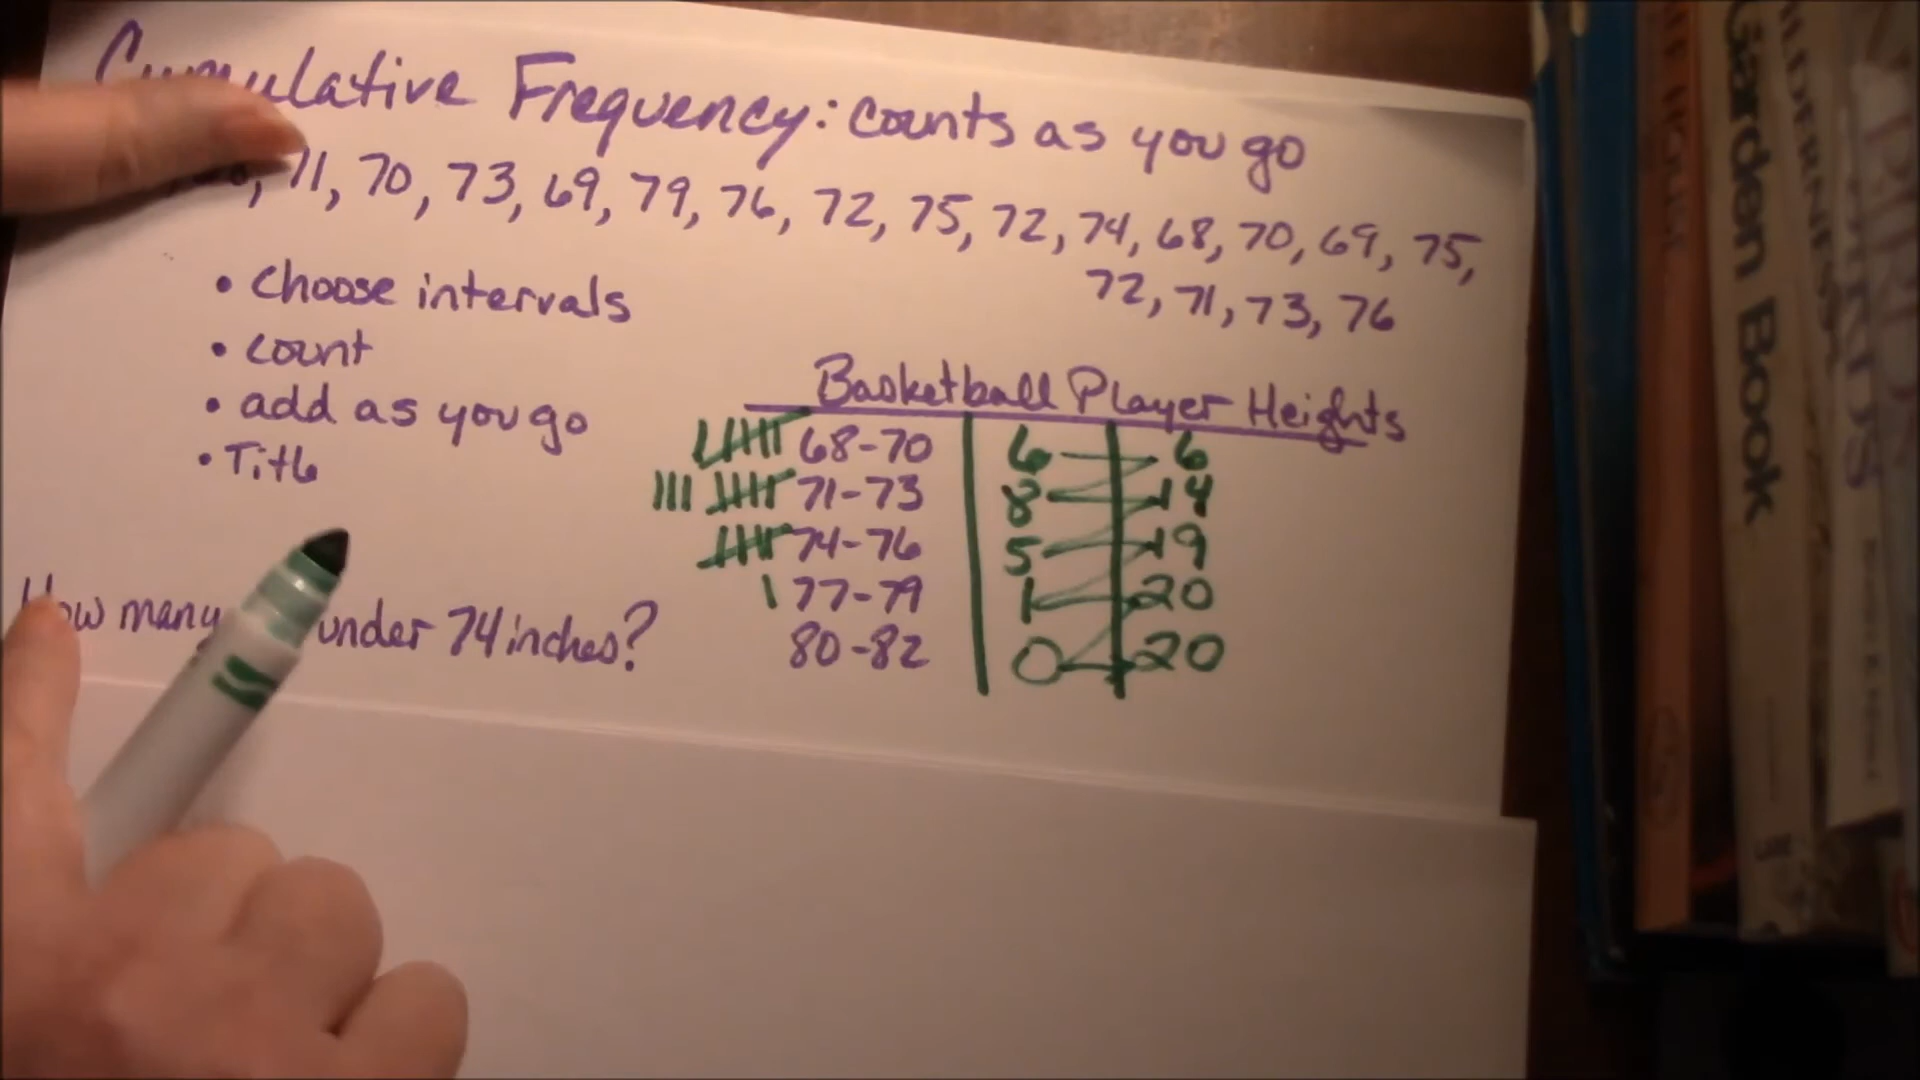 Cumulative Frequency: counts as you go
71, 70, 73, 69, 79, 76, 72, 75, 72, 74, 68, 70, 69, 75,
72, 71, 73, 76
• choose intervals
• count
• add as you go
• Title
How many under 74 inches?
Basketball Player Heights
68-70 6 6
71-73 8 14
74-76 5 19
77-79 1 20
80-82 0 20
Garden Book